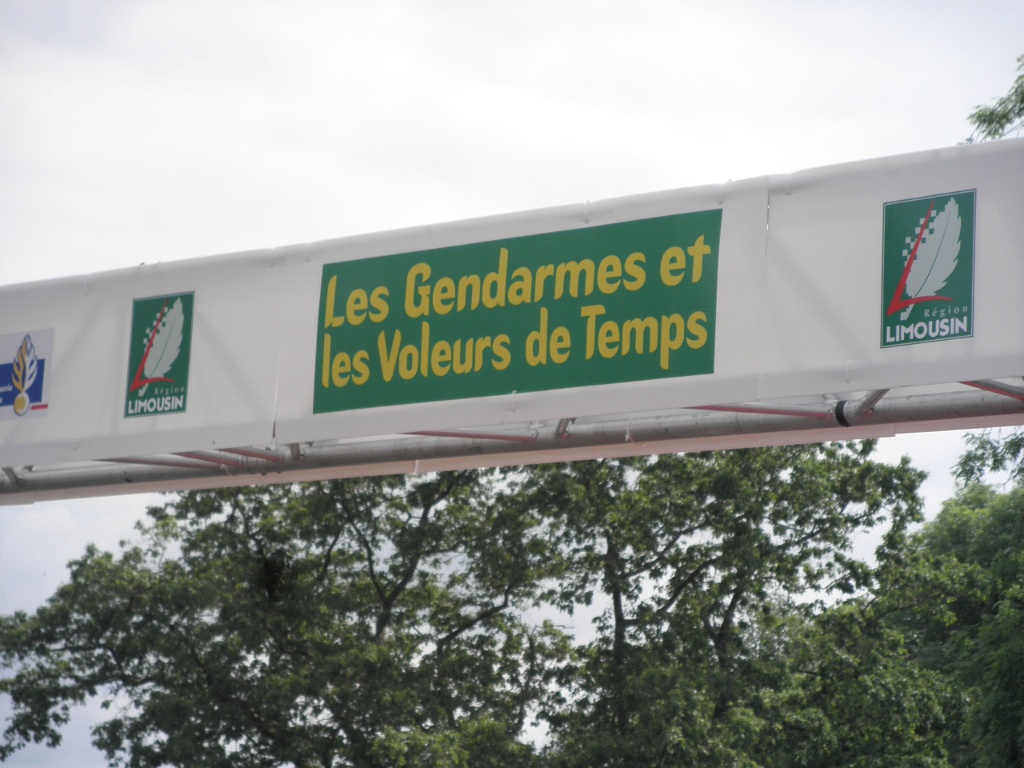 Les Gendarmes et
les Voleurs de Temps
Région
LIMOUSIN
Région
LIMOUSIN